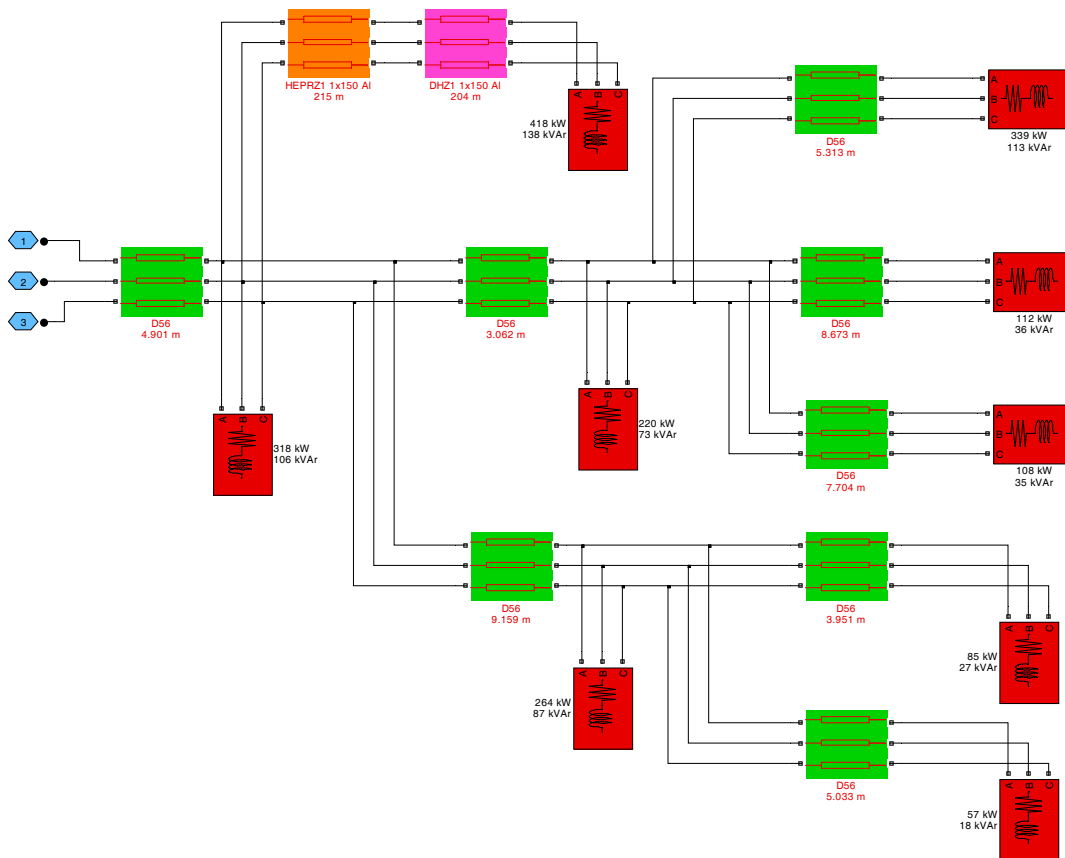 HEPRZ1 1x150 Al
215 m
DHZ1 1x150 Al
204 m
A
B
C
418 kW
138 kVAr
D56
5.313 m
A
B
C
339 kW
113 kVAr
1
2
3
D56
4.901 m
D56
3.062 m
D56
8.673 m
A
B
C
112 kW
36 kVAr
A
B
C
318 kW
106 kVAr
A
B
C
220 kW
73 kVAr
D56
7.704 m
A
B
C
108 kW
35 kVAr
D56
9.159 m
D56
3.951 m
A
B
C
85 kW
27 kVAr
A
B
C
264 kW
87 kVAr
D56
5.033 m
A
B
C
57 kW
18 kVAr